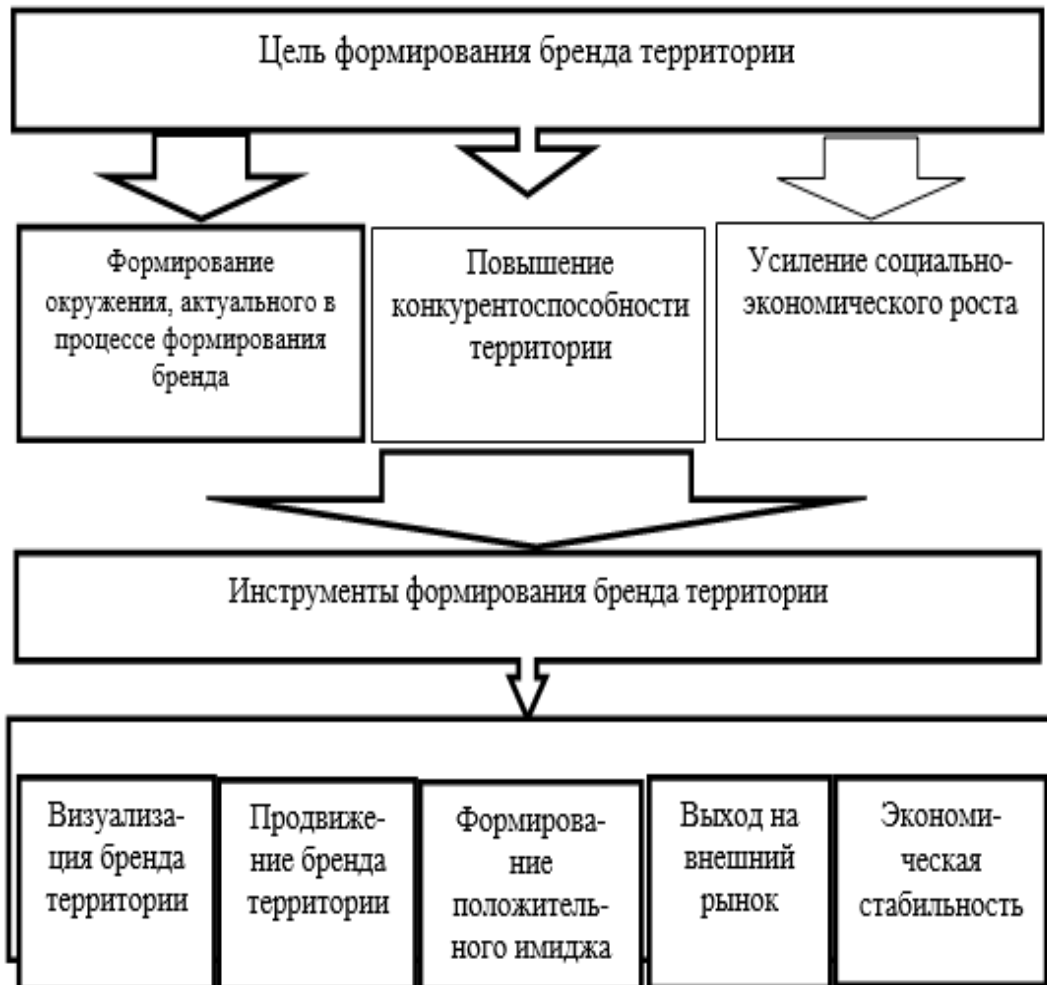 Цель формирования бренда территории
Формирование
окружения, актуального в
процессе формирования
бренда
Повышение
конкурентоспособности
территории
Усиление социально-
экономического роста
Инструменты формирования бренда территории
Визуализа-
ция бренда
территории
Продвиже-
ние бренда
территории
Формирова-
ние
положитель-
ного имиджа
Выход на
внешний
рынок
Экономи-
ческая
стабильность